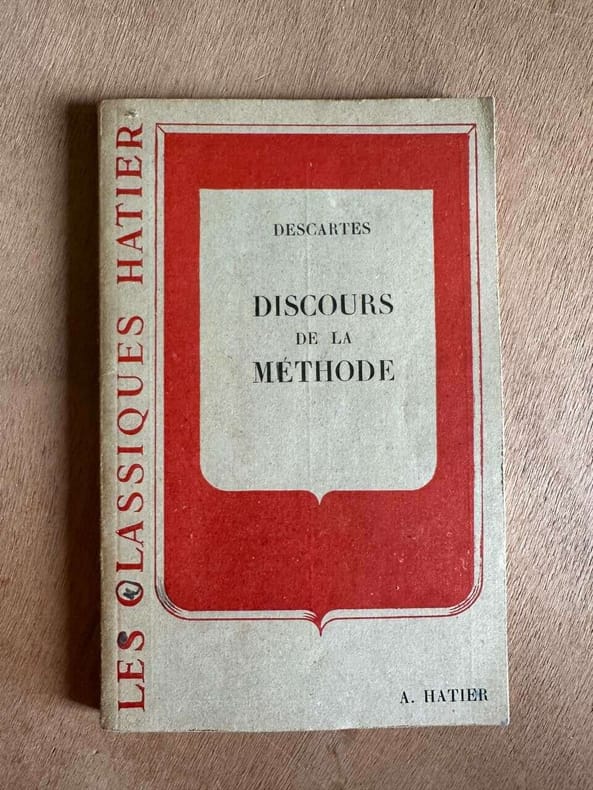 LES CLASSIQUES HATIER
DESCARTES
DISCOURS
DE LA
MÉTHODE
A. HATIER